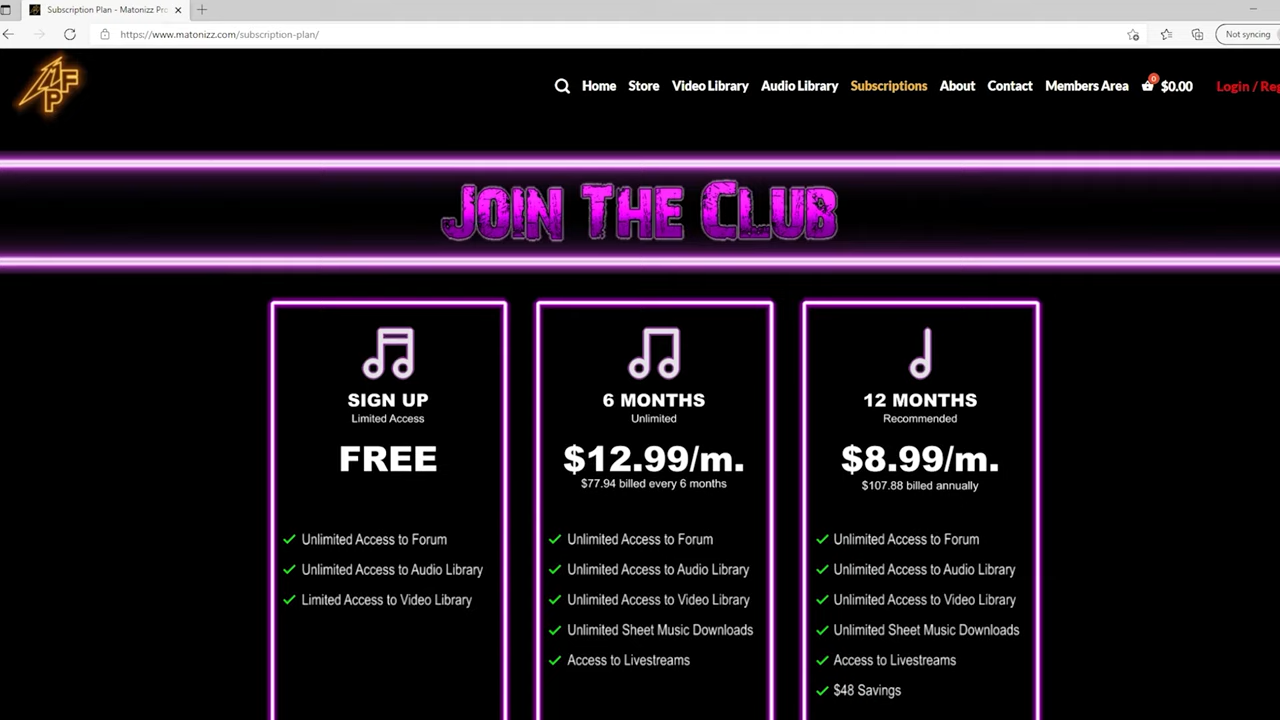 Subscription Plan - Matonizz Pro
https://www.matonizz.com/subscription-plan/
Not syncing
MFP
Home Store Video Library Audio Library Subscriptions About Contact Members Area 0 $0.00 Login / Reg
JOIN THE CLUB
SIGN UP
Limited Access
FREE
Unlimited Access to Forum
Unlimited Access to Audio Library
Limited Access to Video Library
6 MONTHS
Unlimited
$12.99/m.
$77.94 billed every 6 months
Unlimited Access to Forum
Unlimited Access to Audio Library
Unlimited Access to Video Library
Unlimited Sheet Music Downloads
Access to Livestreams
12 MONTHS
Recommended
$8.99/m.
$107.88 billed annually
Unlimited Access to Forum
Unlimited Access to Audio Library
Unlimited Access to Video Library
Unlimited Sheet Music Downloads
Access to Livestreams
$48 Savings